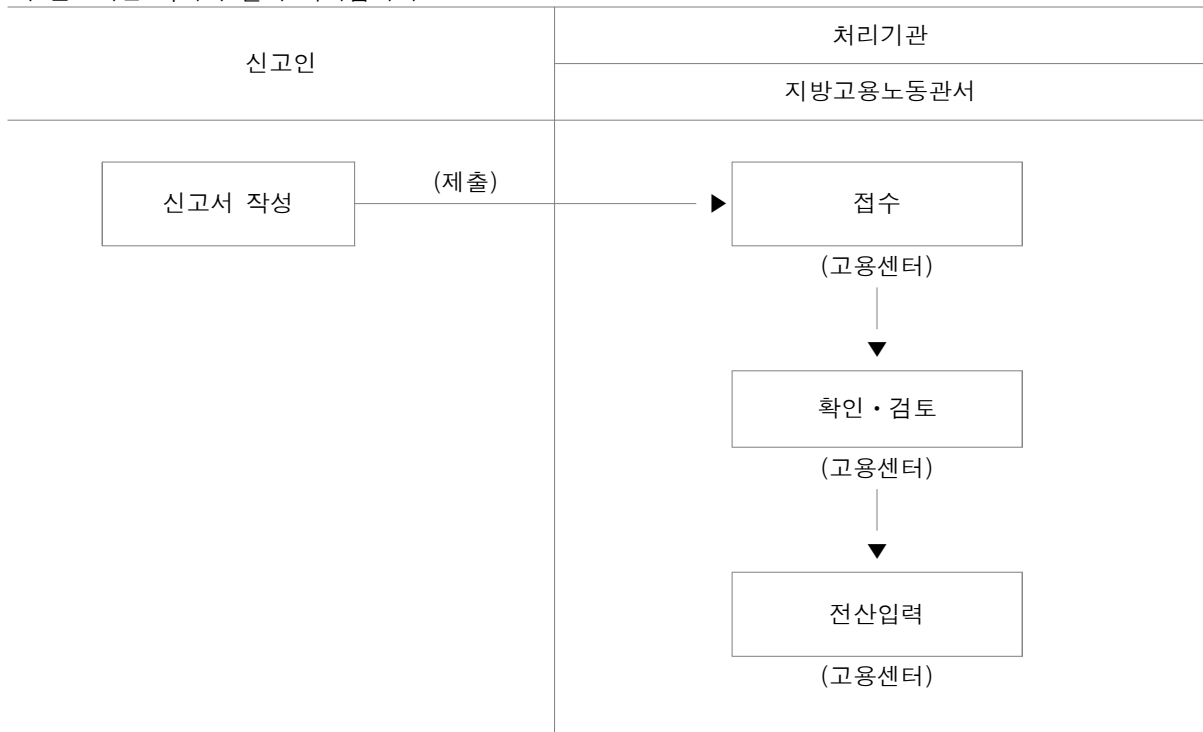 신고인
처리기관
지방고용노동관서
신고서 작성
(제출)
접수
(고용센터)
확인·검토
(고용센터)
전산입력
(고용센터)